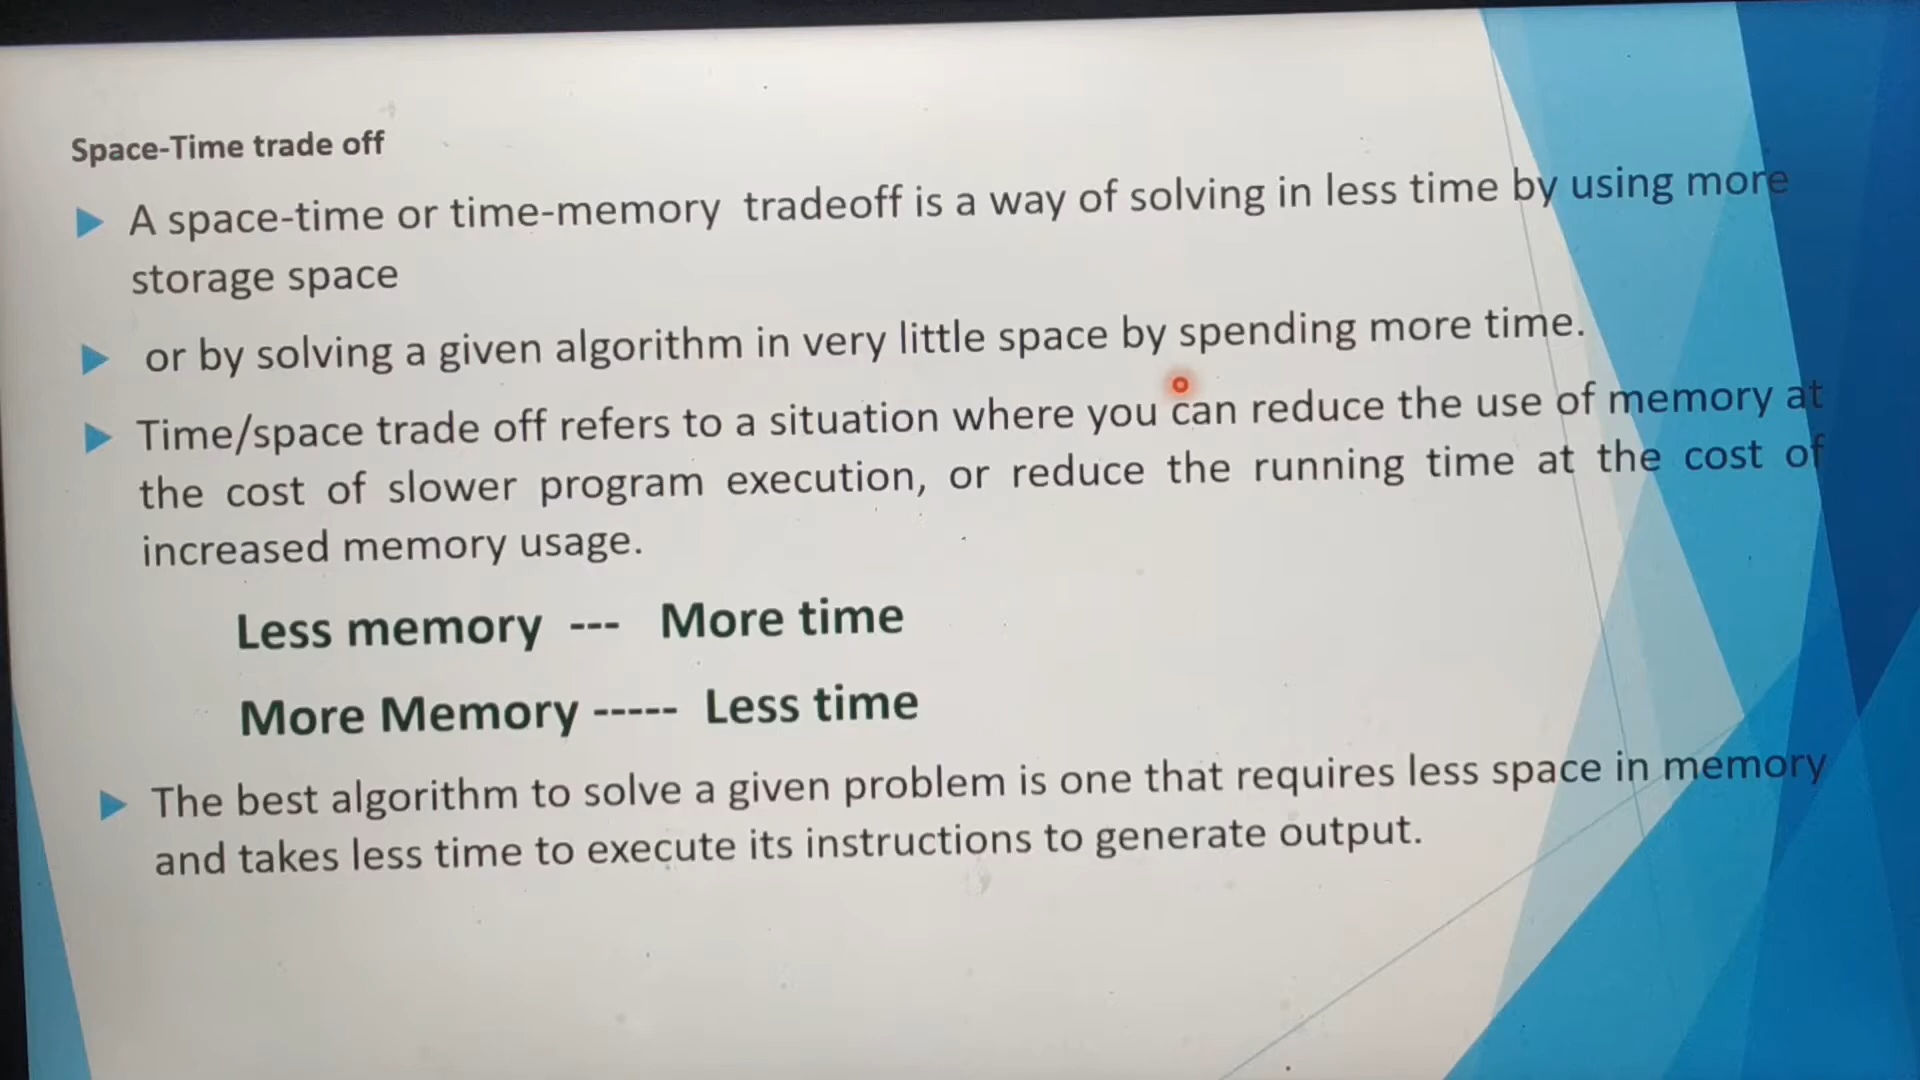 Space-Time trade off
A space-time or time-memory tradeoff is a way of solving in less time by using more
storage space
or by solving a given algorithm in very little space by spending more time.
Time/space trade off refers to a situation where you can reduce the use of memory at
the cost of slower program execution, or reduce the running time at the cost of
increased memory usage.
Less memory --- More time
More Memory ----- Less time
The best algorithm to solve a given problem is one that requires less space in memory
and takes less time to execute its instructions to generate output.